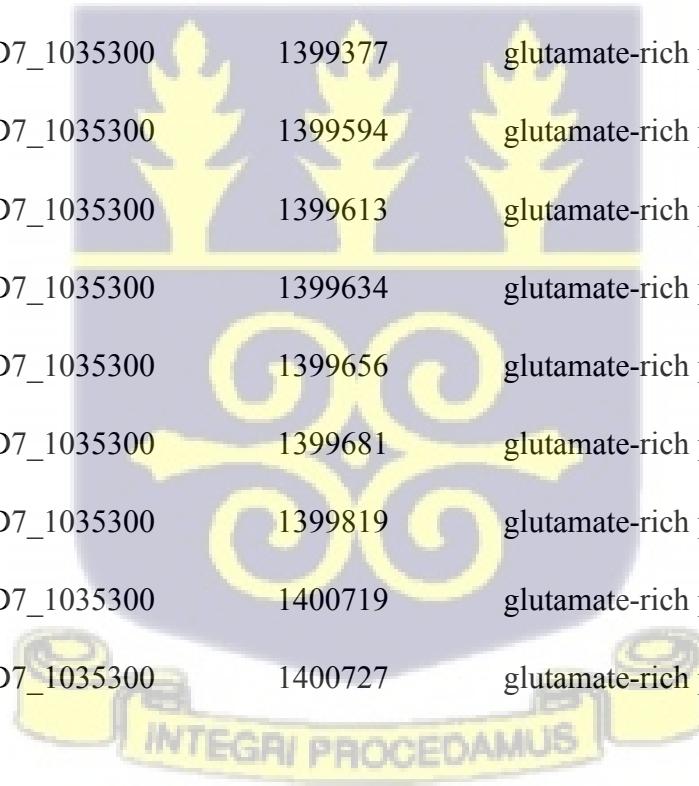 D7_1035300 1399377 glutamate-rich
D7_1035300 1399594 glutamate-rich
D7_1035300 1399613 glutamate-rich
D7_1035300 1399634 glutamate-rich
D7_1035300 1399656 glutamate-rich
D7_1035300 1399681 glutamate-rich
D7_1035300 1399819 glutamate-rich
D7_1035300 1400719 glutamate-rich
D7_1035300 1400727 glutamate-rich
INTEGRI PROCEDAMUS